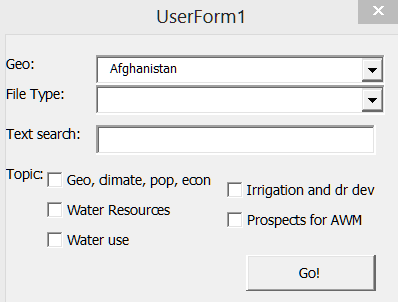 UserForm1
Geo: Afghanistan
File Type:
Text search:
Topic:
Geo, climate, pop, econ
Irrigation and dr dev
Water Resources
Prospects for AWM
Water use
Go!